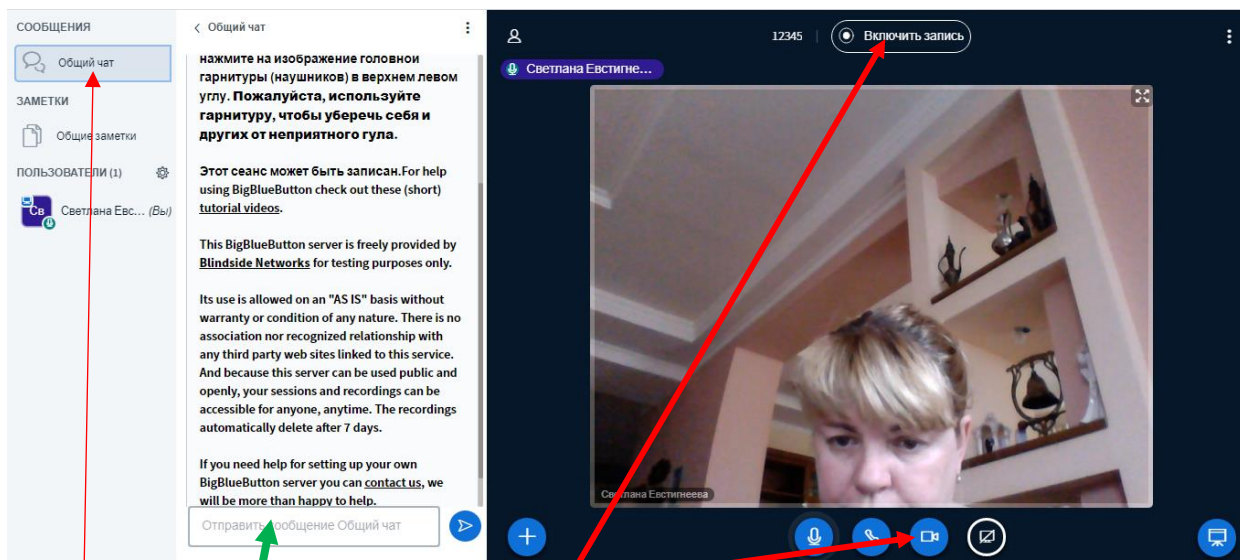 СООБЩЕНИЯ
Общий чат
ЗАМЕТКИ
Общие заметки
ПОЛЬЗОВАТЕЛИ (1)
Св
Светлана Евс... (Вы)
Общий чат
нажмите на изображение головной
гарнитуры (наушников) в верхнем левом
углу. Пожалуйста, используйте
гарнитуру, чтобы уберечь себя и
других от неприятного гула.
Этот сеанс может быть записан.For help
using BigBlueButton check out these (short)
tutorial videos.
This BigBlueButton server is freely provided by
Blindside Networks for testing purposes only.
Its use is allowed on an "AS IS" basis without
warranty or condition of any nature. There is no
association nor recognized relationship with
any third party web sites linked to this service.
And because this server can be used public and
openly, your sessions and recordings can be
accessible for anyone, anytime. The recordings
automatically delete after 7 days.
If you need help for setting up your own
BigBlueButton server you can contact us, we
will be more than happy to help.
Отправить сообщение Общий чат
12345 | Включить запись
Светлана Евстигне...
Светлана Евстигнеева